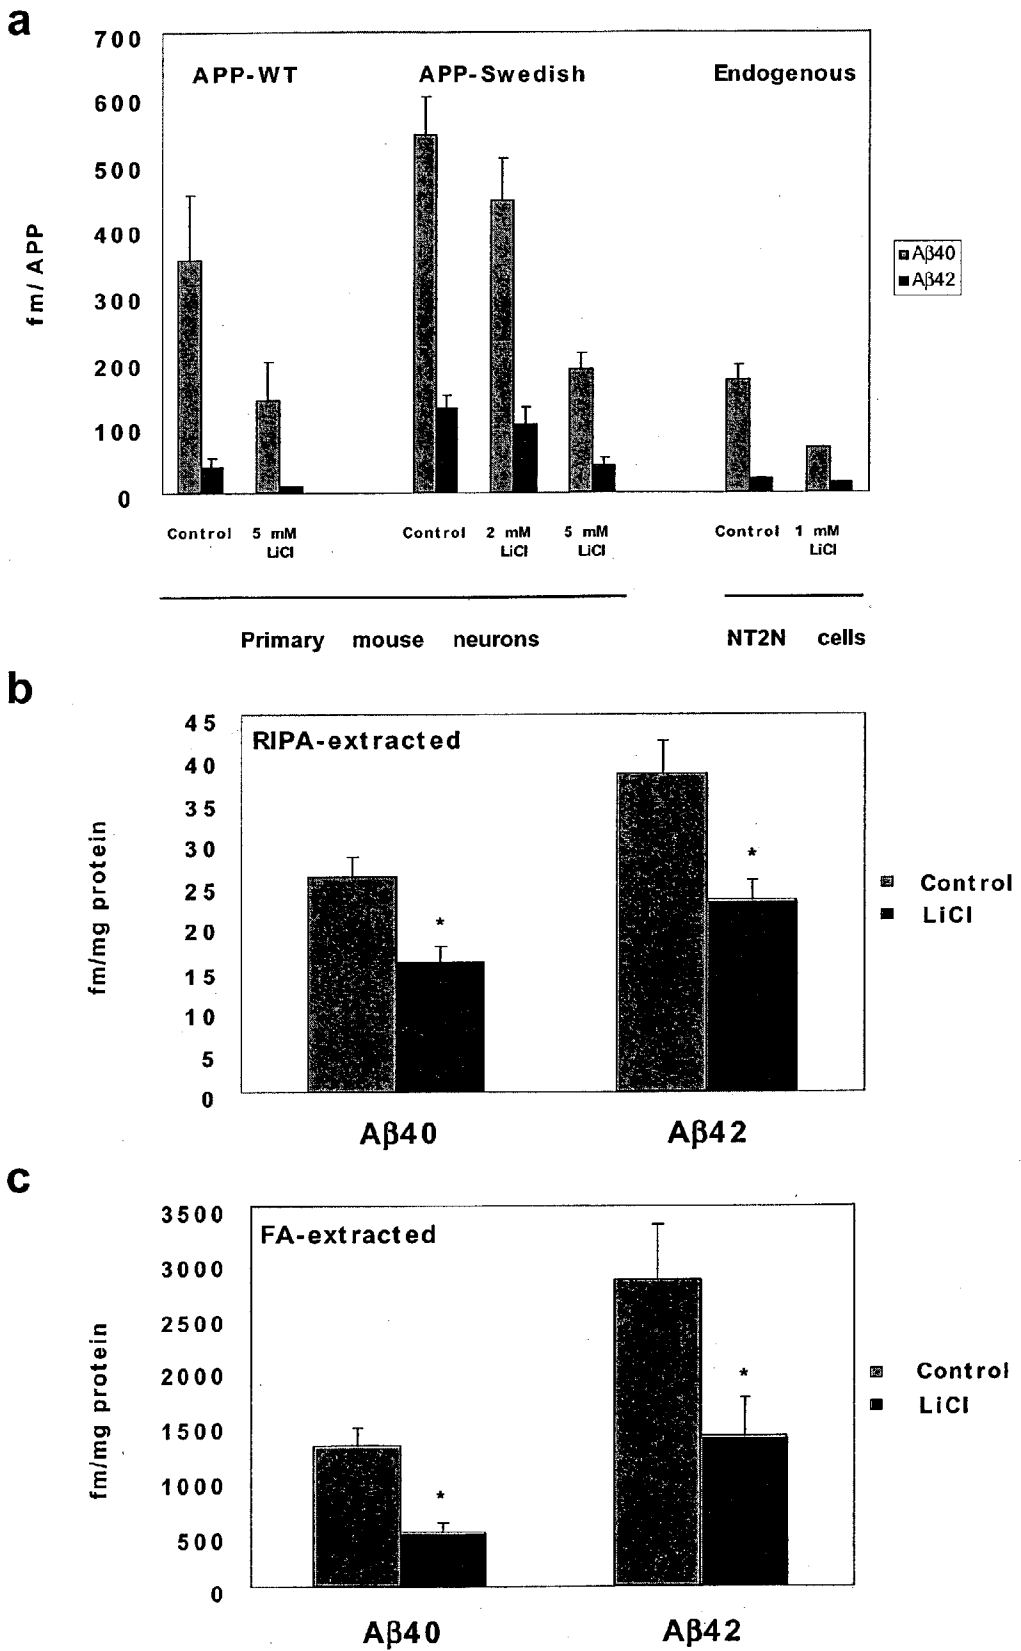 a
700
600
500
400
300
200
100
0
fm/APP
APP-WT APP-Swedish Endogenous
Aβ40
Aβ42
Control 5 mM LiCl Control 2 mM LiCl 5 mM LiCl Control 1 mM LiCl
Primary mouse neurons NT2N cells
b
45
40
35
30
25
20
15
10
5
0
fm/mg protein
RIPA-extracted
*
*
Control
LiCl
Aβ40 Aβ42
c
3500
3000
2500
2000
1500
1000
500
0
fm/mg protein
FA-extracted
*
*
Control
LiCl
Aβ40 Aβ42